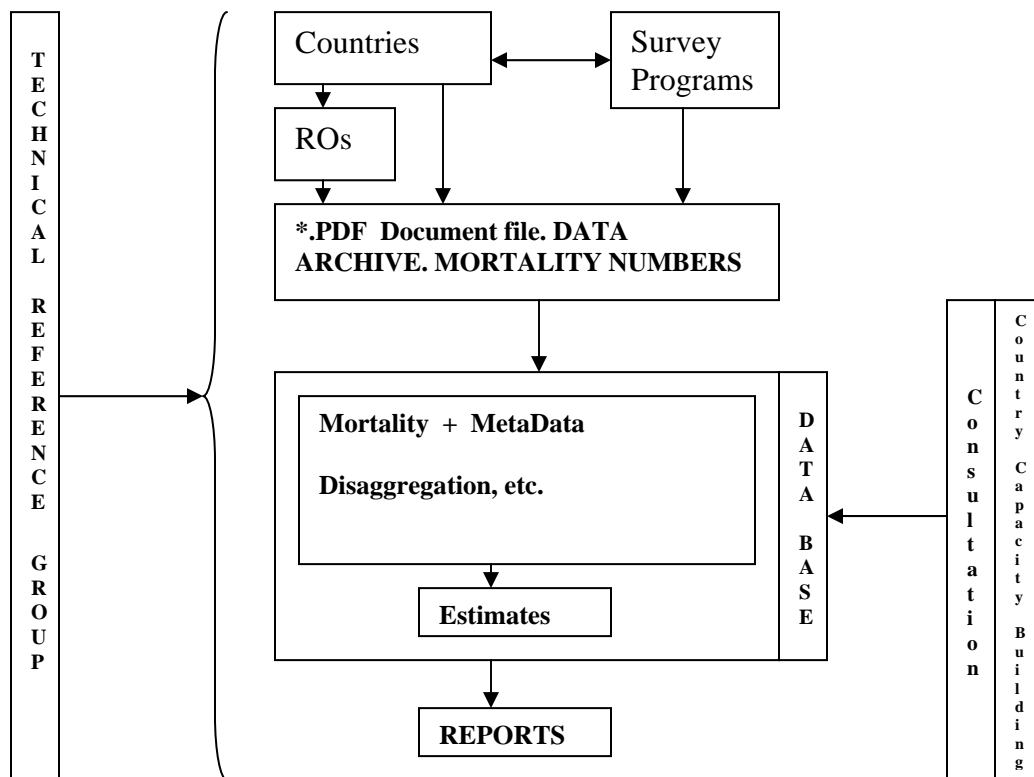 TECHNICAL REFERENCE GROUP
Countries
Survey
Programs
ROs
*.PDF Document file. DATA
ARCHIVE. MORTALITY NUMBERS
Mortality + MetaData
Disaggregation, etc.
DATA BASE
Estimates
REPORTS
Consultation
Country Capacity Building